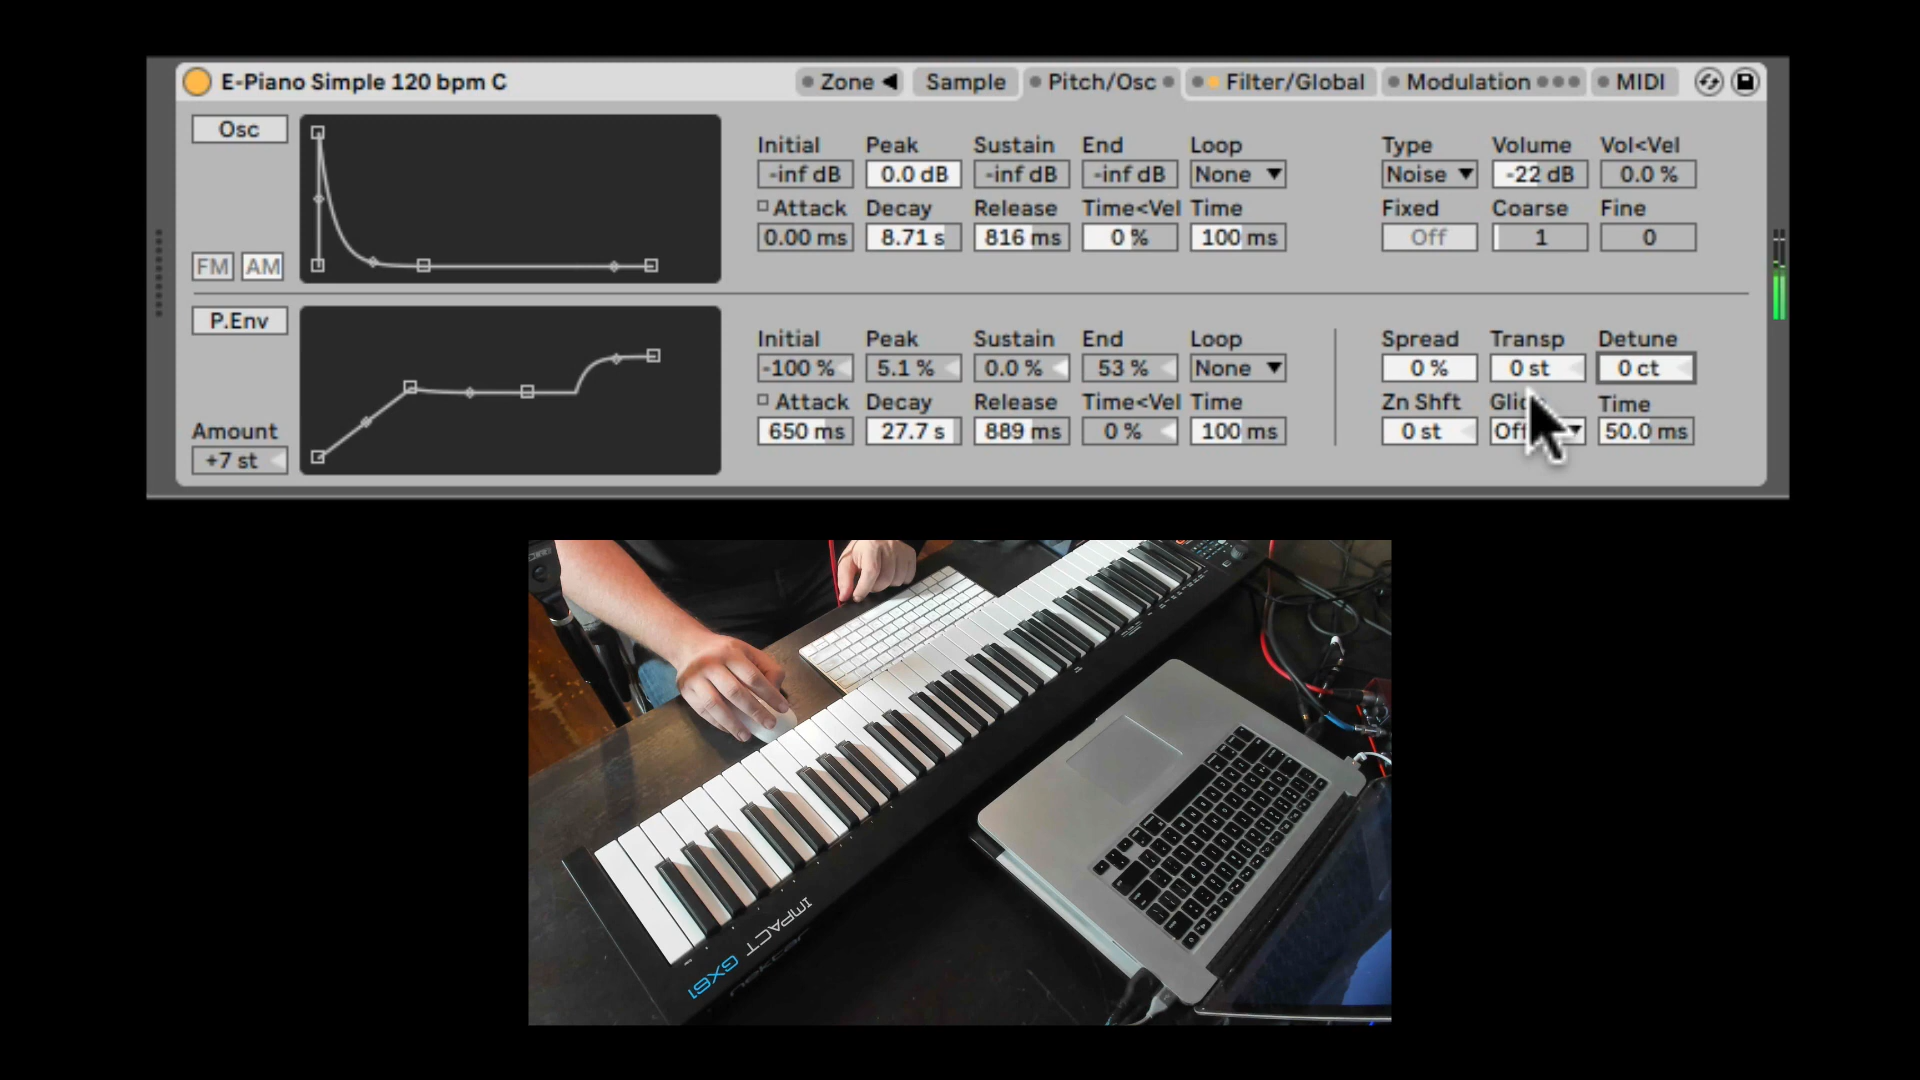 E-Piano Simple 120 bpm C Zone Sample Pitch/Osc Filter/Global Modulation MIDI
Osc
Initial Peak Sustain End Loop Type Volume Vol<Vel
-inf dB 0.0 dB -inf dB -inf dB None Noise -22 dB 0.0 %
Attack Decay Release Time<Vel Time Fixed Coarse Fine
0.00 ms 8.71 s 816 ms 0 % 100 ms Off 1 0
FM AM
P.Env
Initial Peak Sustain End Loop Spread Transp Detune
-100 % 5.1 % 0.0 % 53 % None 0 % 0 st 0 ct
Attack Decay Release Time<Vel Time Zn Shft Time
650 ms 27.7 s 889 ms 0 % 100 ms 0 st 50.0 ms
Amount
+7 st
IMPACT GX61